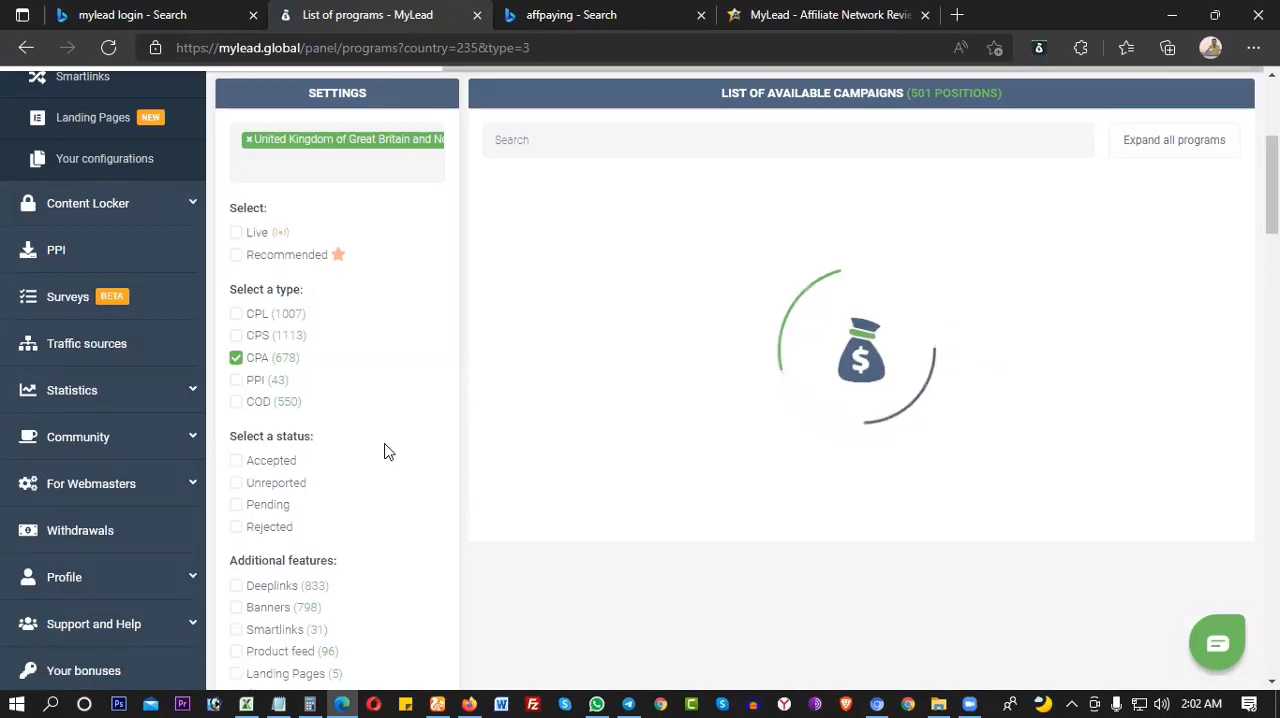 mylead login - Search
List of programs - MyLead
affpaying - Search
MyLead - Affiliate Network Revie
https://mylead.global/panel/programs?country=235&type=3
Smartlinks
Landing Pages NEW
Your configurations
Content Locker
PPI
Surveys BETA
Traffic sources
Statistics
Community
For Webmasters
Withdrawals
Profile
Support and Help
Your bonuses
SETTINGS
×United Kingdom of Great Britain and No
Select:
Live
Recommended
Select a type:
CPL (1007)
CPS (1113)
CPA (678)
PPI (43)
COD (550)
Select a status:
Accepted
Unreported
Pending
Rejected
Additional features:
Deeplinks (833)
Banners (798)
Smartlinks (31)
Product feed (96)
Landing Pages (5)
LIST OF AVAILABLE CAMPAIGNS (501 POSITIONS)
Search
Expand all programs
$
2:02 AM